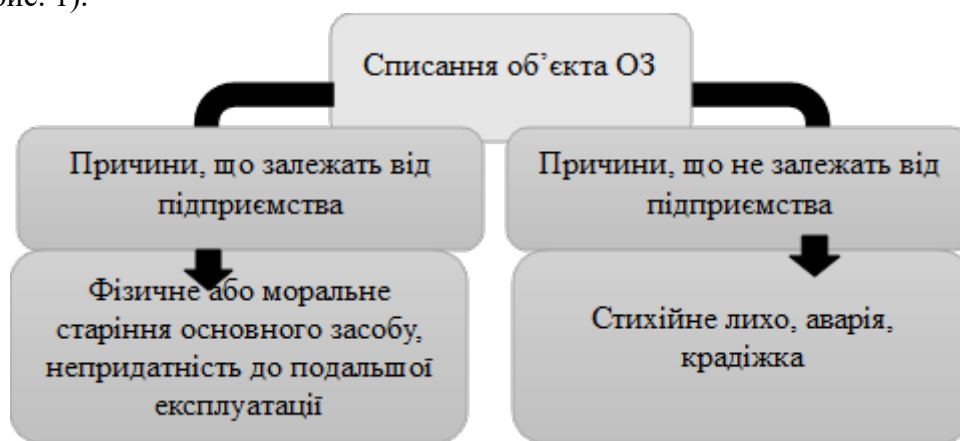 рис. 1).
Списання об’єкта ОЗ
Причини, що залежать від
підприємства
Причини, що не залежать від
підприємства
Фізичне або моральне
старіння основного засобу,
непридатність до подальшої
експлуатації
Стихійне лихо, аварія,
крадіжка